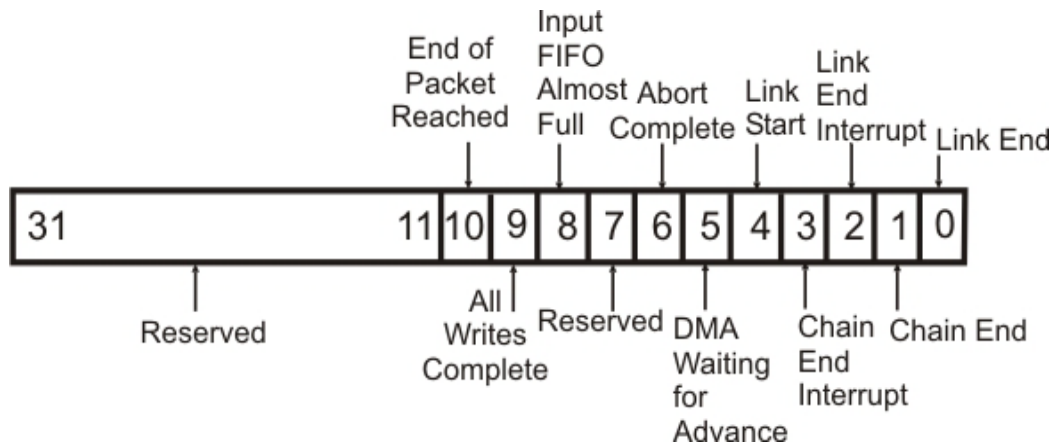 End of
Packet
Reached
Input
FIFO
Almost
Full
Abort
Complete
Link
Start
Link
End
Interrupt
Link End
31 11 10 9 8 7 6 5 4 3 2 1 0
Reserved
All
Writes
Complete
Reserved
DMA
Waiting
for
Advance
Chain
End
Interrupt
Chain End